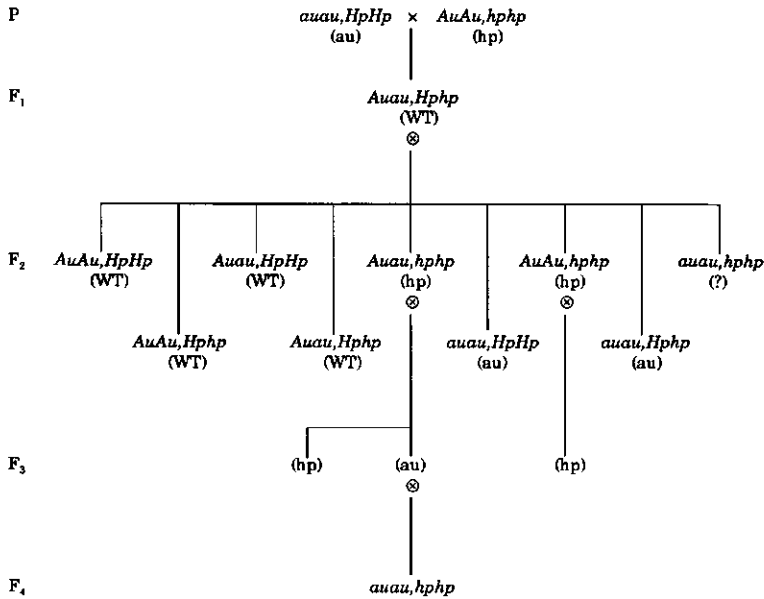 P auau,HpHp × AuAu,hphp
(au) (hp)
F₁ Auau,Hphp
(WT)
⊗
F₂ AuAu,HpHp Auau,HpHp Auau,hphp AuAu,hphp auau,hphp
(WT) (WT) (hp) (hp) (?)
⊗ ⊗
AuAu,Hphp Auau,Hphp auau,HpHp auau,Hphp
(WT) (WT) (au) (au)
F₃ (hp) (au) (hp)
⊗
F₄ auau,hphp